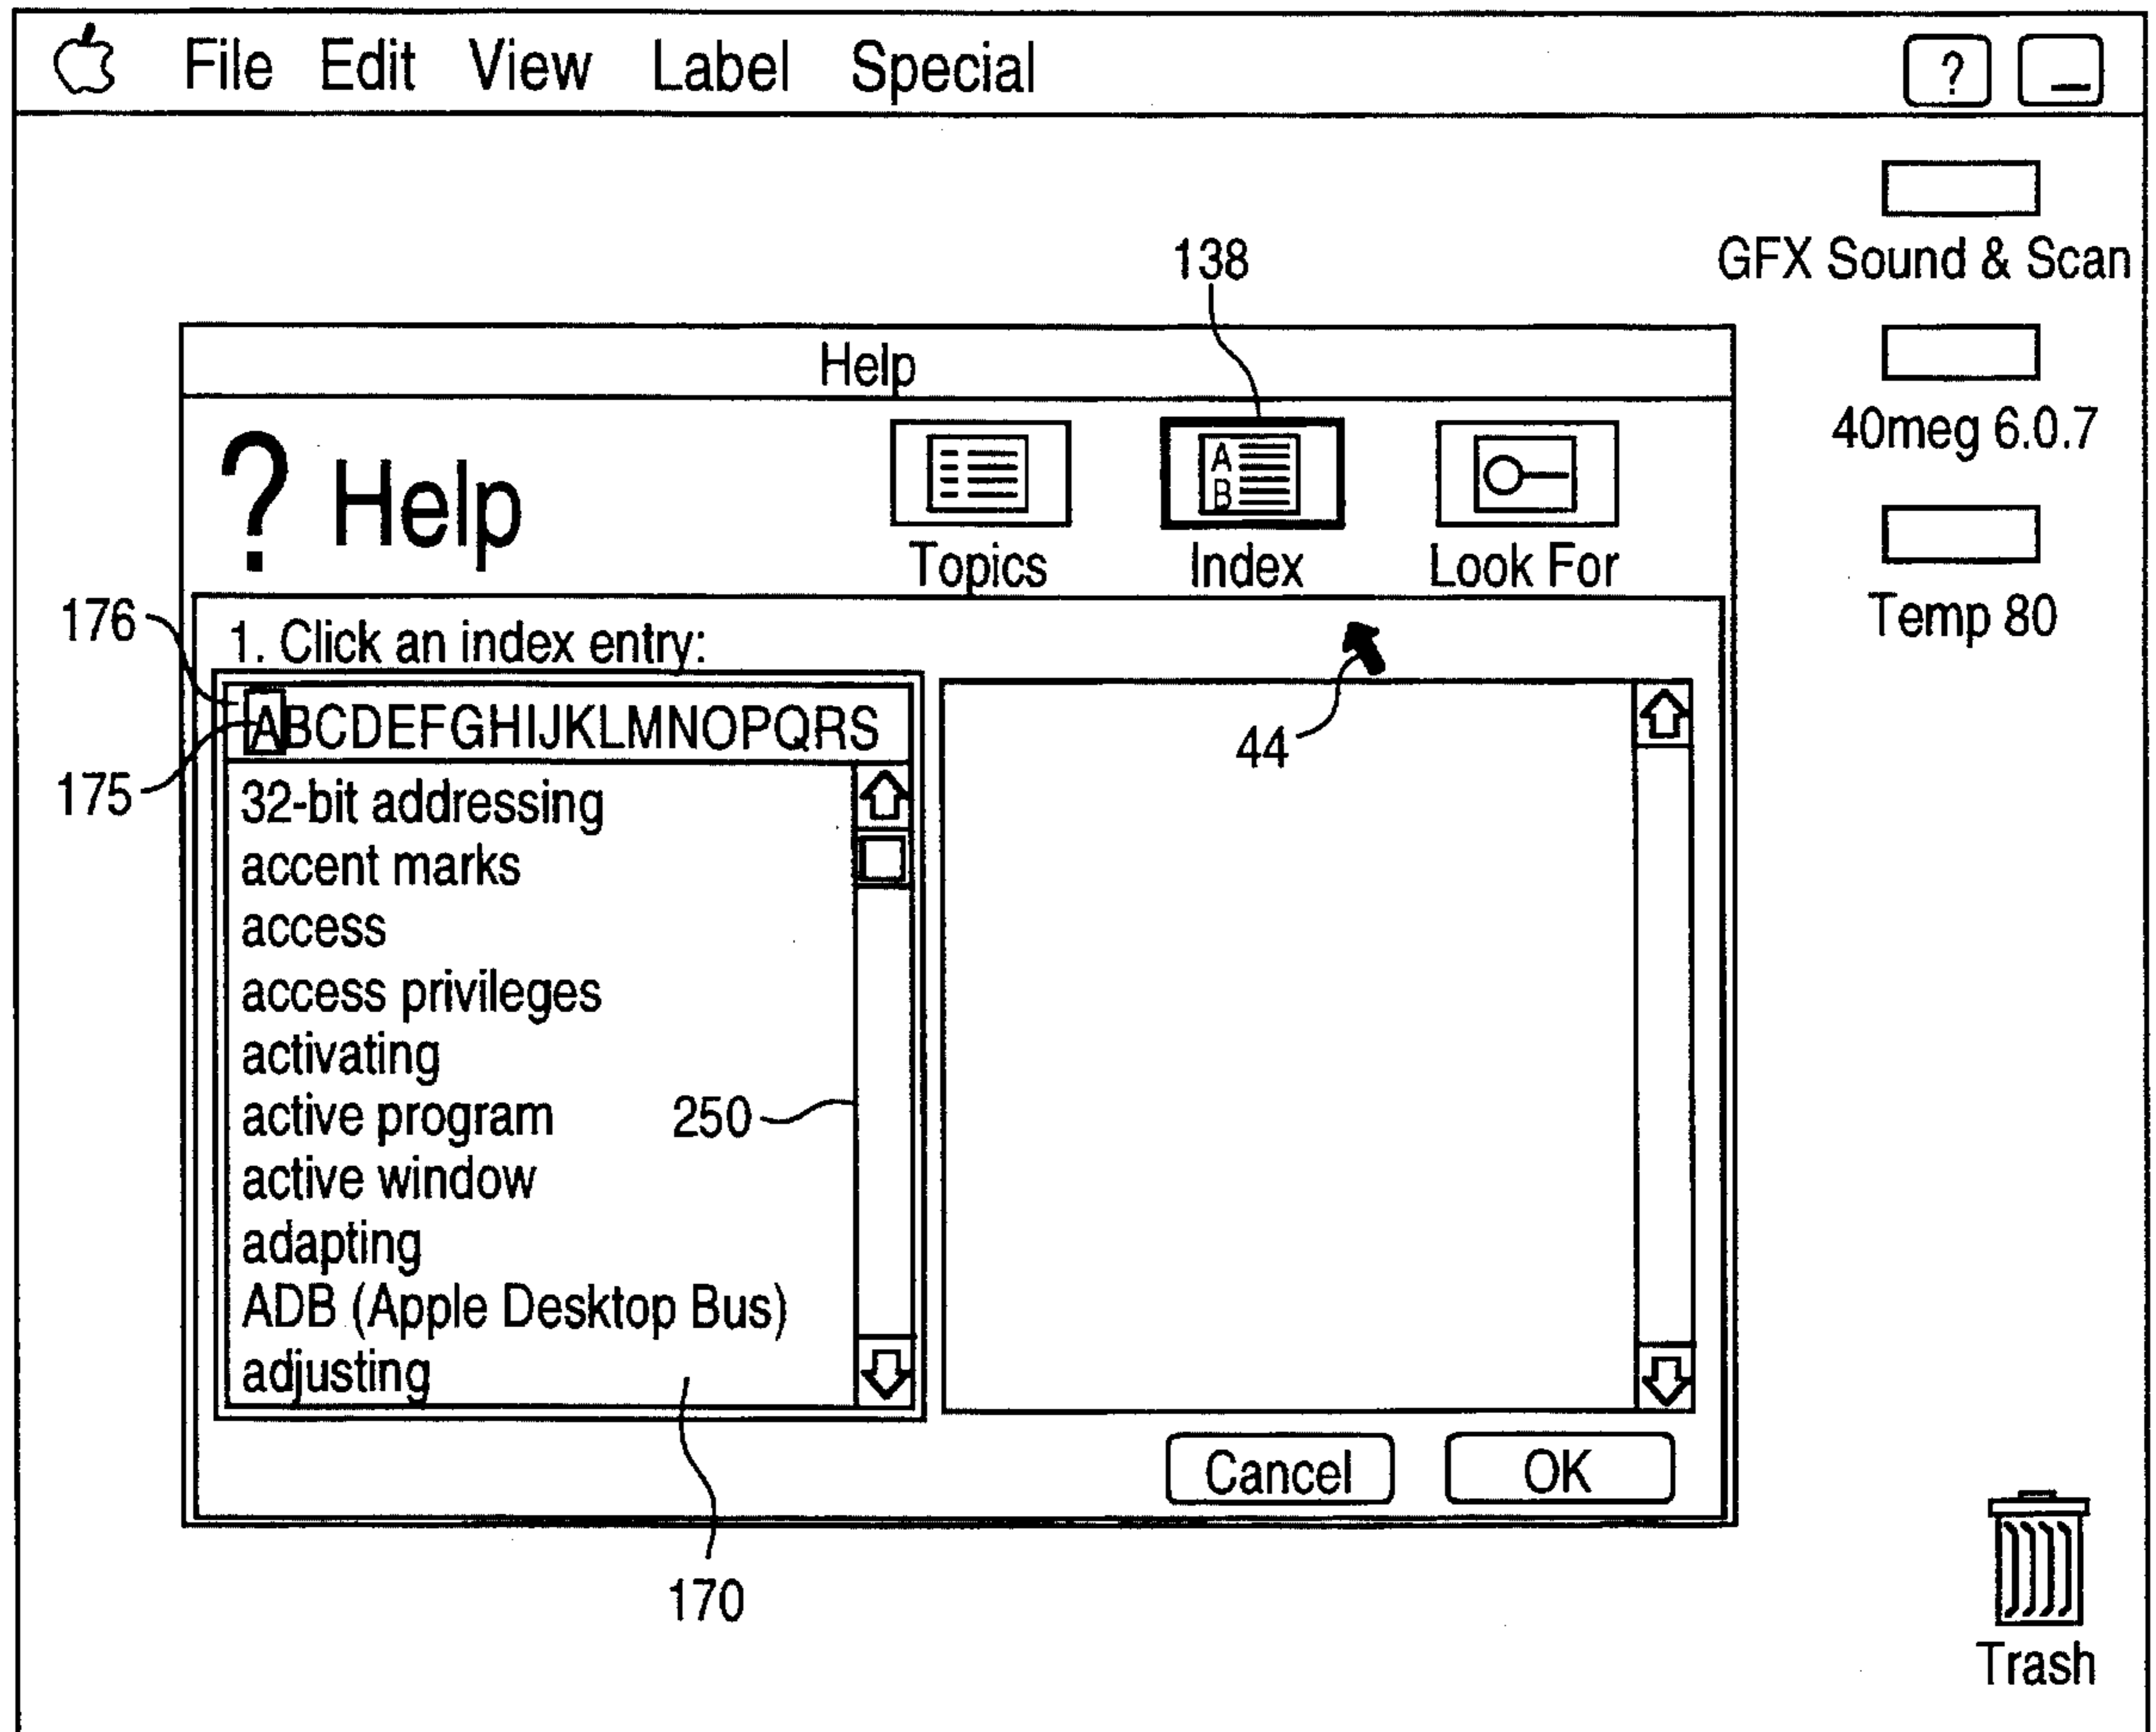 File Edit View Label Special ?
GFX Sound & Scan
138
40meg 6.0.7
Help
? Help
A
B
Topics Index Look For
Temp 80
176
1. Click an index entry:
ABCDEFGHIJKLMNOPQRS
44
175
32-bit addressing
accent marks
access
access privileges
activating
active program
250
active window
adapting
ADB (Apple Desktop Bus)
adjusting
Cancel OK
170
Trash